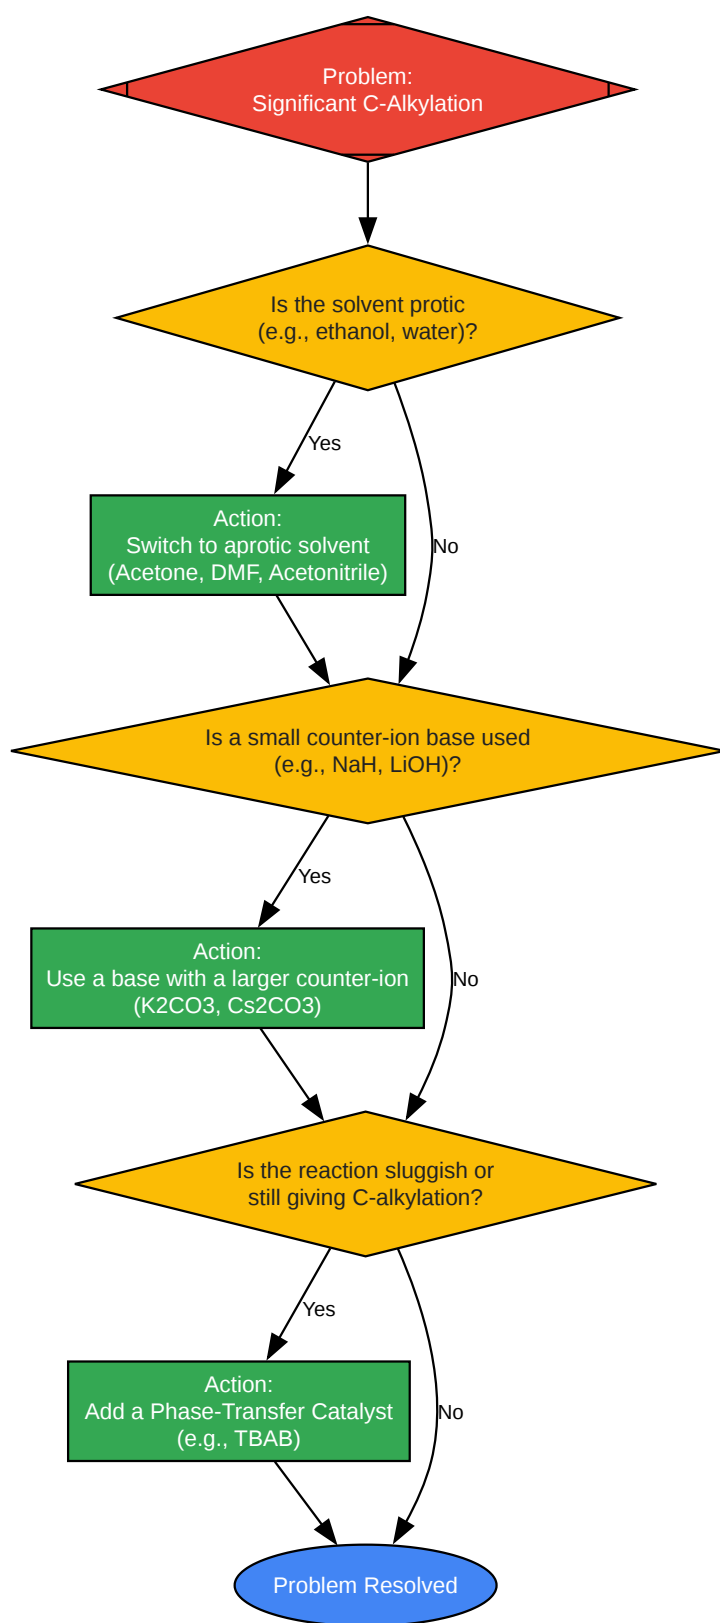 Problem:
Significant C-Alkylation
Is the solvent protic
(e.g., ethanol, water)?
Yes
Action:
Switch to aprotic solvent
(Acetone, DMF, Acetonitrile)
No
Is a small counter-ion base used
(e.g., NaH, LiOH)?
Yes
Action:
Use a base with a larger counter-ion
(K2CO3, Cs2CO3)
No
Is the reaction sluggish or
still giving C-alkylation?
Yes
Action:
Add a Phase-Transfer Catalyst
(e.g., TBAB)
No
Problem Resolved